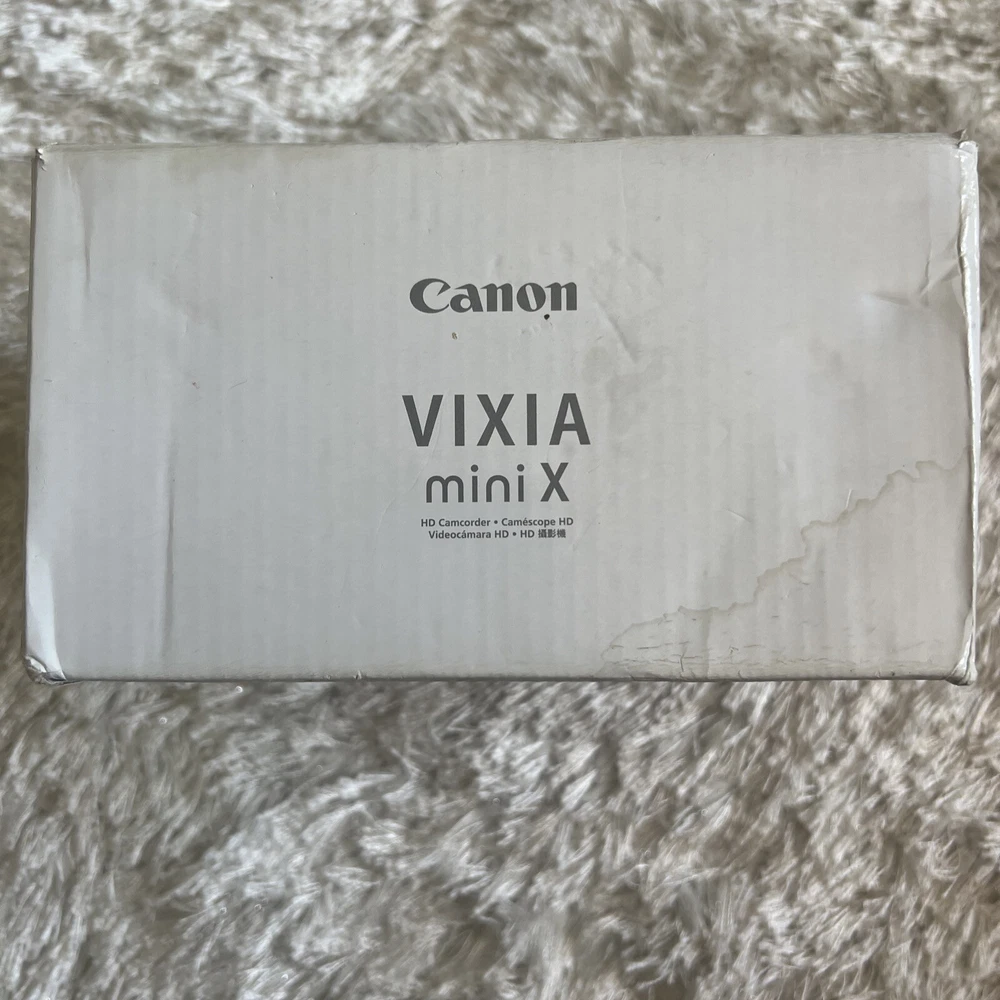 Canon
VIXIA
mini X
HD Camcorder • Caméscope HD
Videocámara HD • HD 攝影機